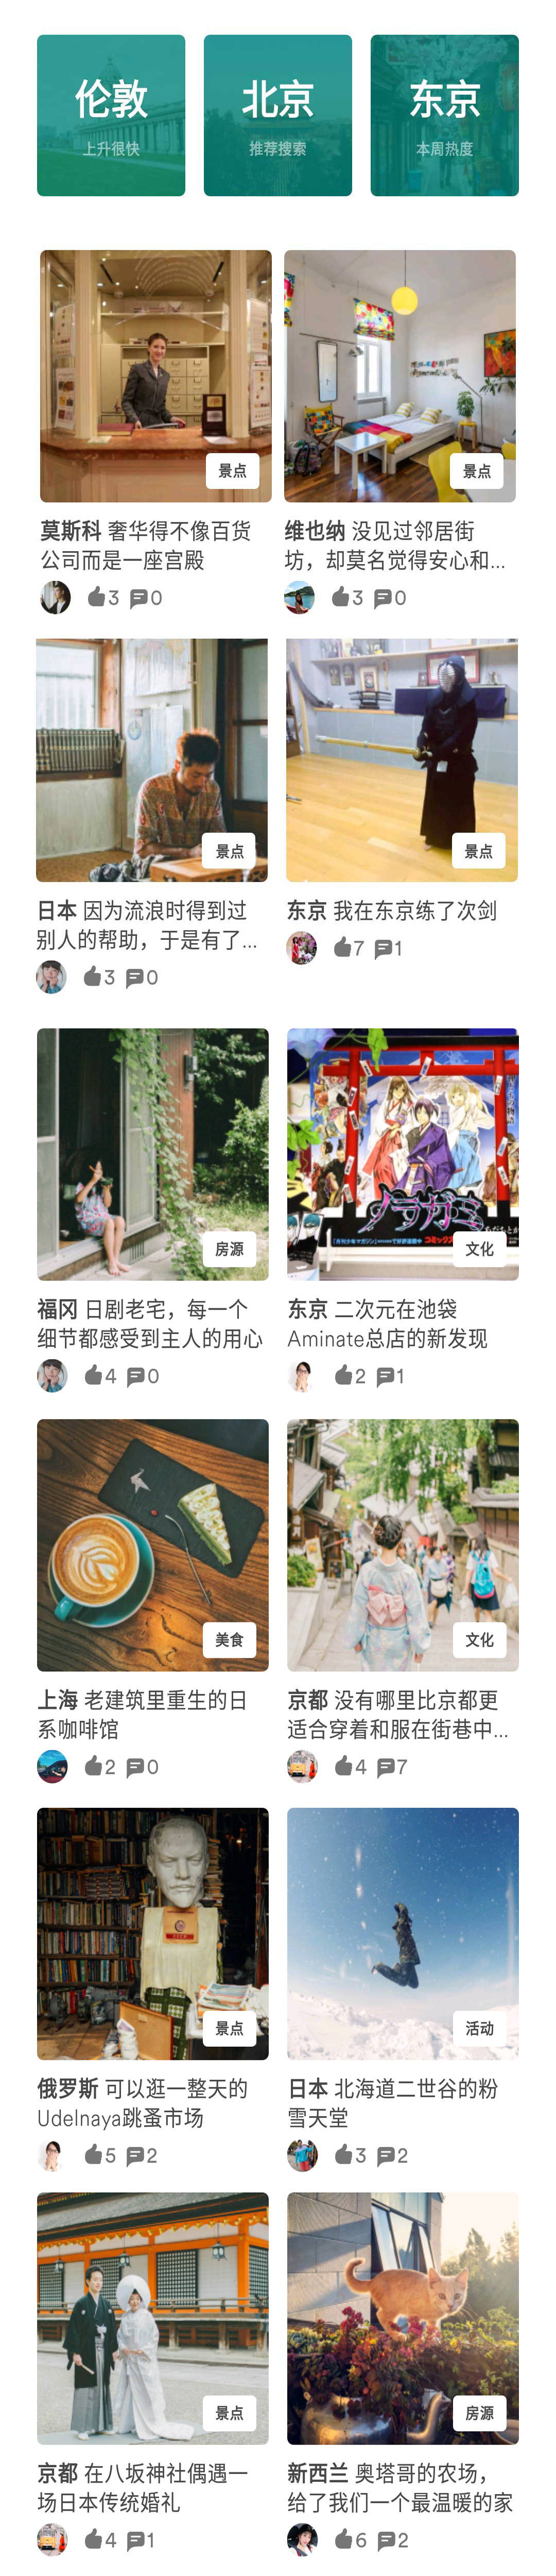 伦敦
上升很快
北京
推荐搜索
东京
本周热度
景点
莫斯科 奢华得不像百货
公司而是一座宫殿
3 0
景点
维也纳 没见过邻居街
坊，却莫名觉得安心和...
3 0
景点
日本 因为流浪时得到过
别人的帮助，于是有了...
3 0
景点
东京 我在东京练了次剑
7 1
房源
福冈 日剧老宅，每一个
细节都感受到主人的用心
4 0
ノラガミ
文化
东京 二次元在池袋
Aminate总店的新发现
2 1
美食
上海 老建筑里重生的日
系咖啡馆
2 0
文化
京都 没有哪里比京都更
适合穿着和服在街巷中...
4 7
景点
俄罗斯 可以逛一整天的
Udelnaya跳蚤市场
5 2
活动
日本 北海道二世谷的粉
雪天堂
3 2
景点
京都 在八坂神社偶遇一
场日本传统婚礼
4 1
房源
新西兰 奥塔哥的农场，
给了我们一个最温暖的家
6 2